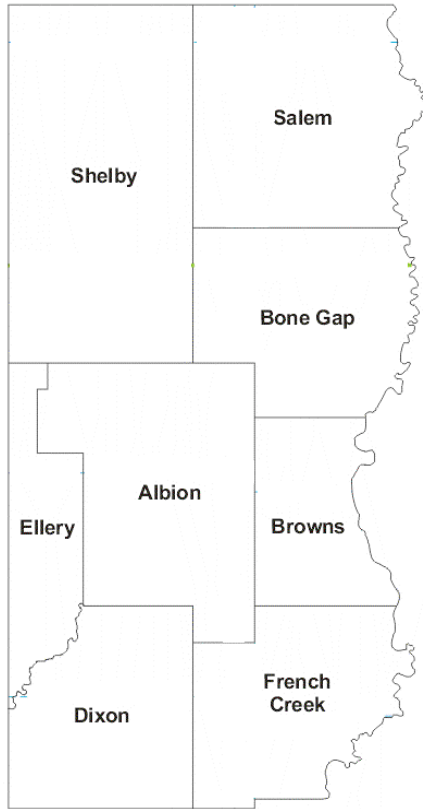 Salem
Shelby
Bone Gap
Albion
Ellery
Browns
French
Creek
Dixon